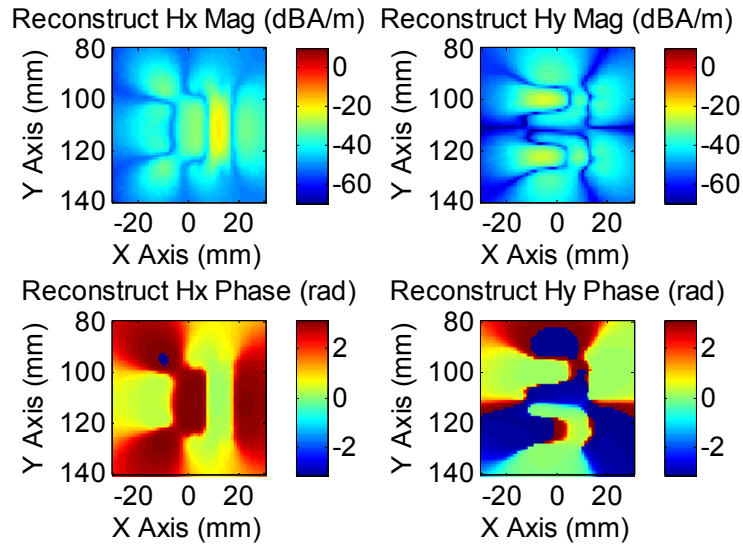 Reconstruct Hx Mag (dBA/m)
80
100
120
140
Y Axis (mm)
-20 0 20
X Axis (mm)
0
-20
-40
-60
Reconstruct Hy Mag (dBA/m)
80
100
120
140
Y Axis (mm)
-20 0 20
X Axis (mm)
0
-20
-40
-60
Reconstruct Hx Phase (rad)
80
100
120
140
Y Axis (mm)
-20 0 20
X Axis (mm)
2
0
-2
Reconstruct Hy Phase (rad)
80
100
120
140
Y Axis (mm)
-20 0 20
X Axis (mm)
2
0
-2